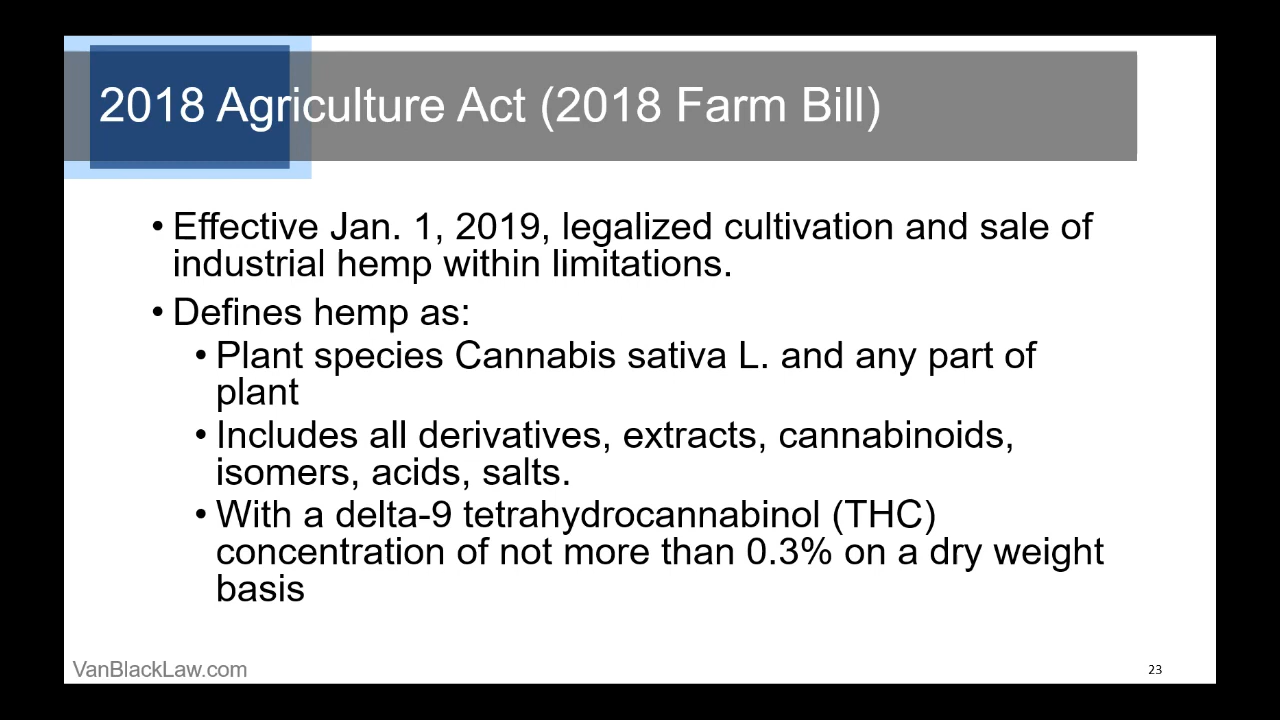 2018 Agriculture Act (2018 Farm Bill)
• Effective Jan. 1, 2019, legalized cultivation and sale of
industrial hemp within limitations.
• Defines hemp as:
• Plant species Cannabis sativa L. and any part of
plant
• Includes all derivatives, extracts, cannabinoids,
isomers, acids, salts.
• With a delta-9 tetrahydrocannabinol (THC)
concentration of not more than 0.3% on a dry weight
basis
VanBlackLaw.com
23